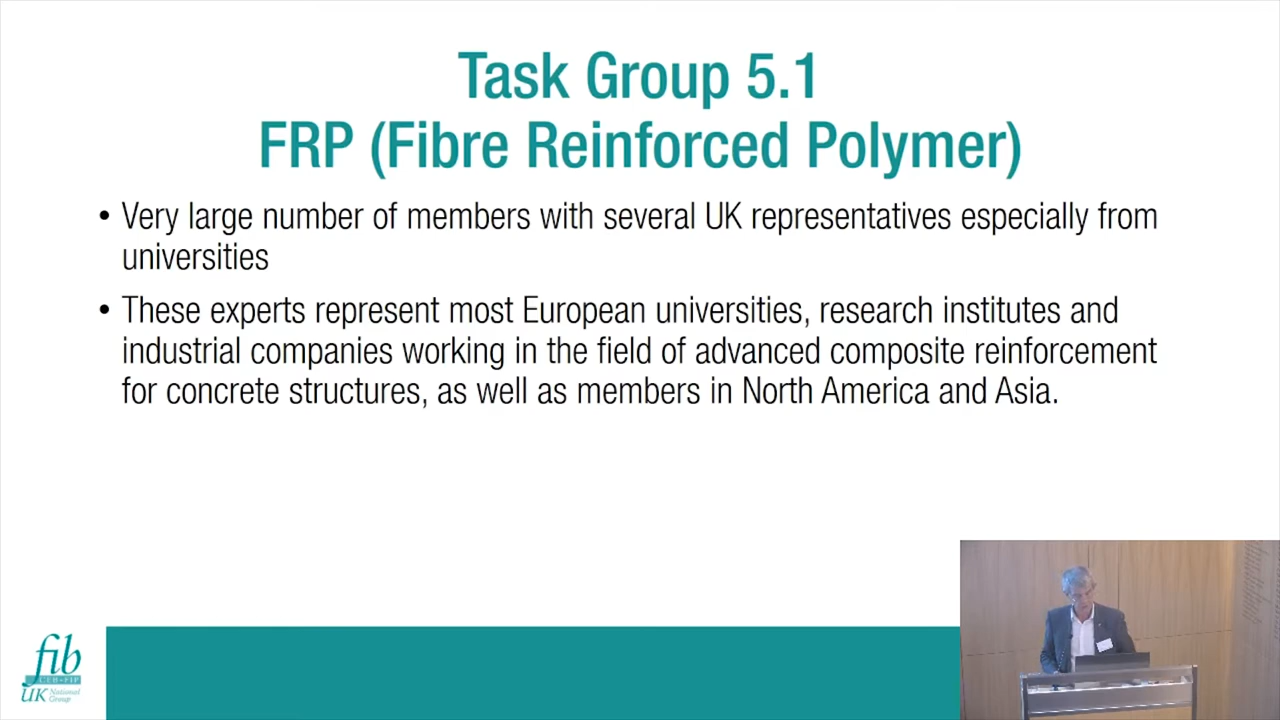 Task Group 5.1
FRP (Fibre Reinforced Polymer)
• Very large number of members with several UK representatives especially from
universities
• These experts represent most European universities, research institutes and
industrial companies working in the field of advanced composite reinforcement
for concrete structures, as well as members in North America and Asia.
fib
CEB-FIP
UK National
Group